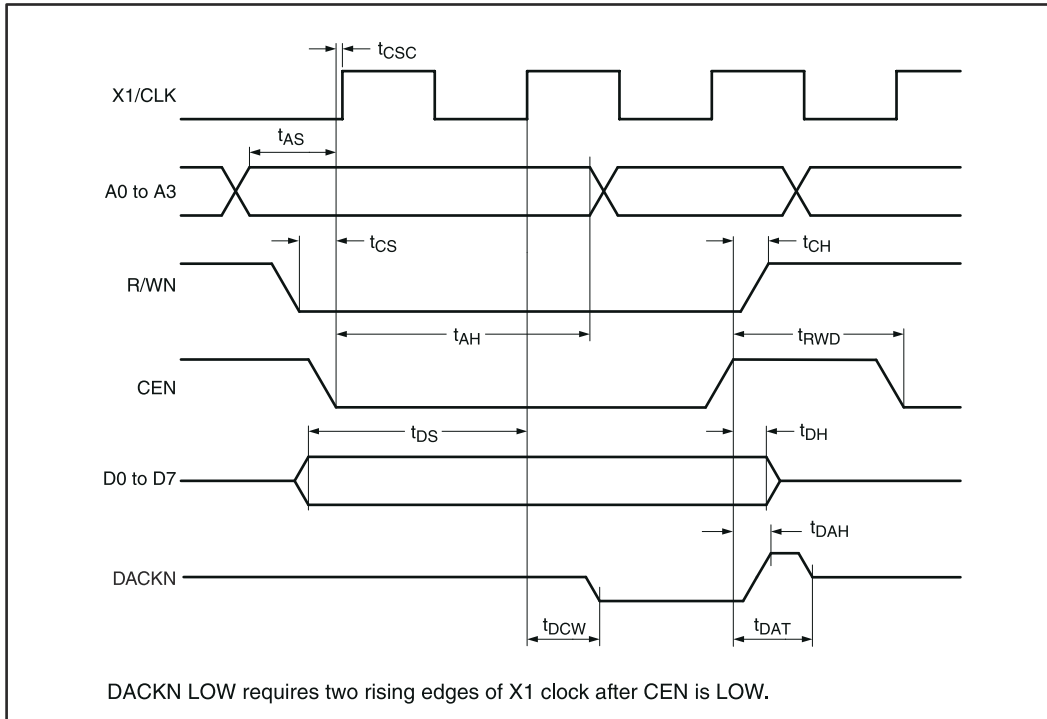 tCSC
X1/CLK
tAS
A0 to A3
tCS
tCH
R/WN
tAH
tRWD
CEN
tDS
tDH
D0 to D7
tDAH
DACKN
tDCW
tDAT
DACKN LOW requires two rising edges of X1 clock after CEN is LOW.